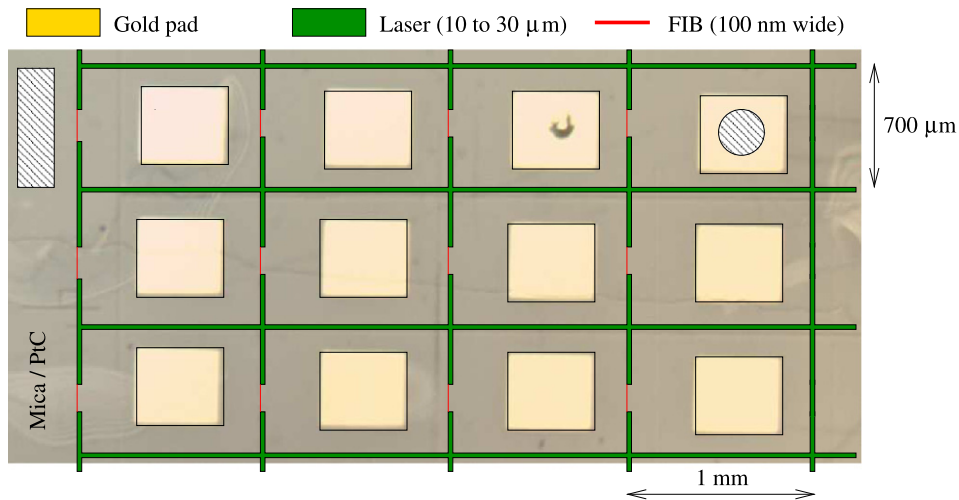 Gold pad
Laser (10 to 30 μm)
FIB (100 nm wide)
700 μm
Mica / PtC
1 mm